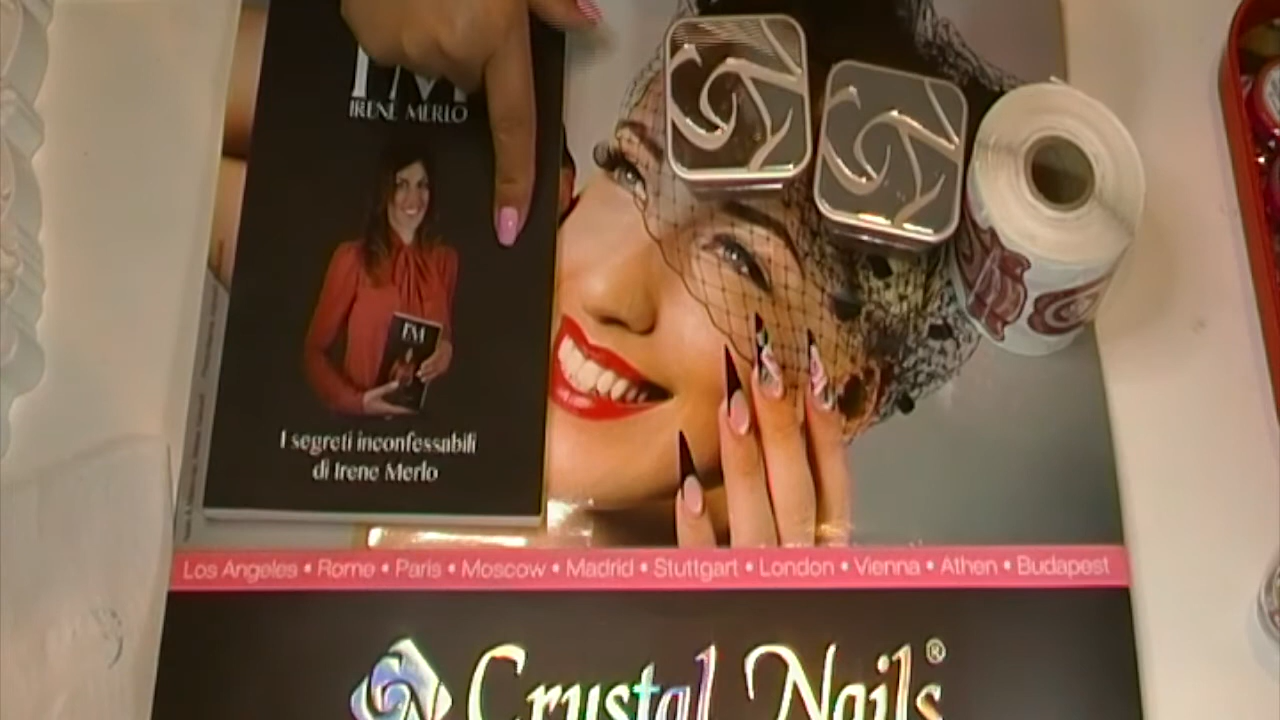 I'M
IRENE MERLO
I'M
I segreti inconfessabili
di Irene Merlo
Los Angeles • Rome • Paris • Moscow • Madrid • Stuttgart • London • Vienna • Athen • Budapest
Crystal Nails®